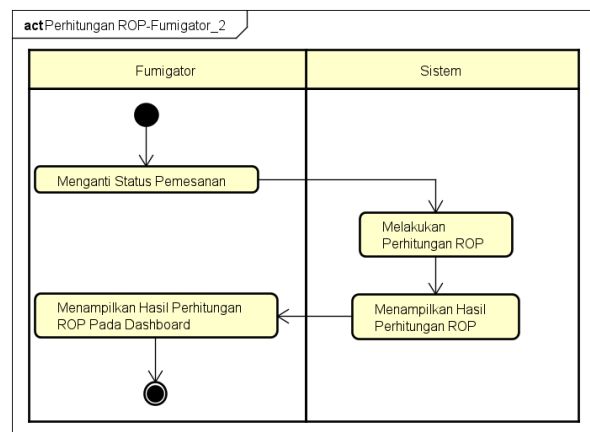 act Perhitungan ROP-Fumigator_2
Fumigator
Sistem
Menganti Status Pemesanan
Melakukan
Perhitungan ROP
Menampilkan Hasil Perhitungan
ROP Pada Dashboard
Menampilkan Hasil
Perhitungan ROP